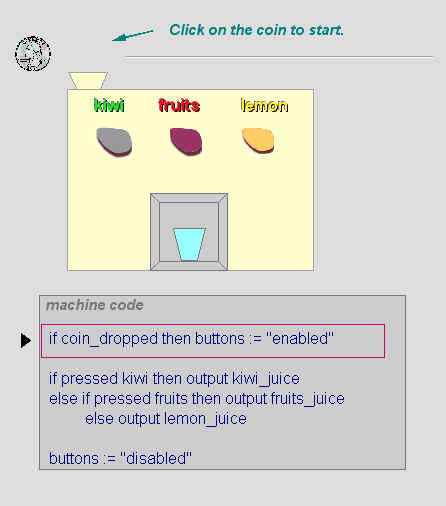 Click on the coin to start.
kiwi fruits lemon
machine code
if coin_dropped then buttons := "enabled"
if pressed kiwi then output kiwi_juice
else if pressed fruits then output fruits_juice
else output lemon_juice
buttons := "disabled"